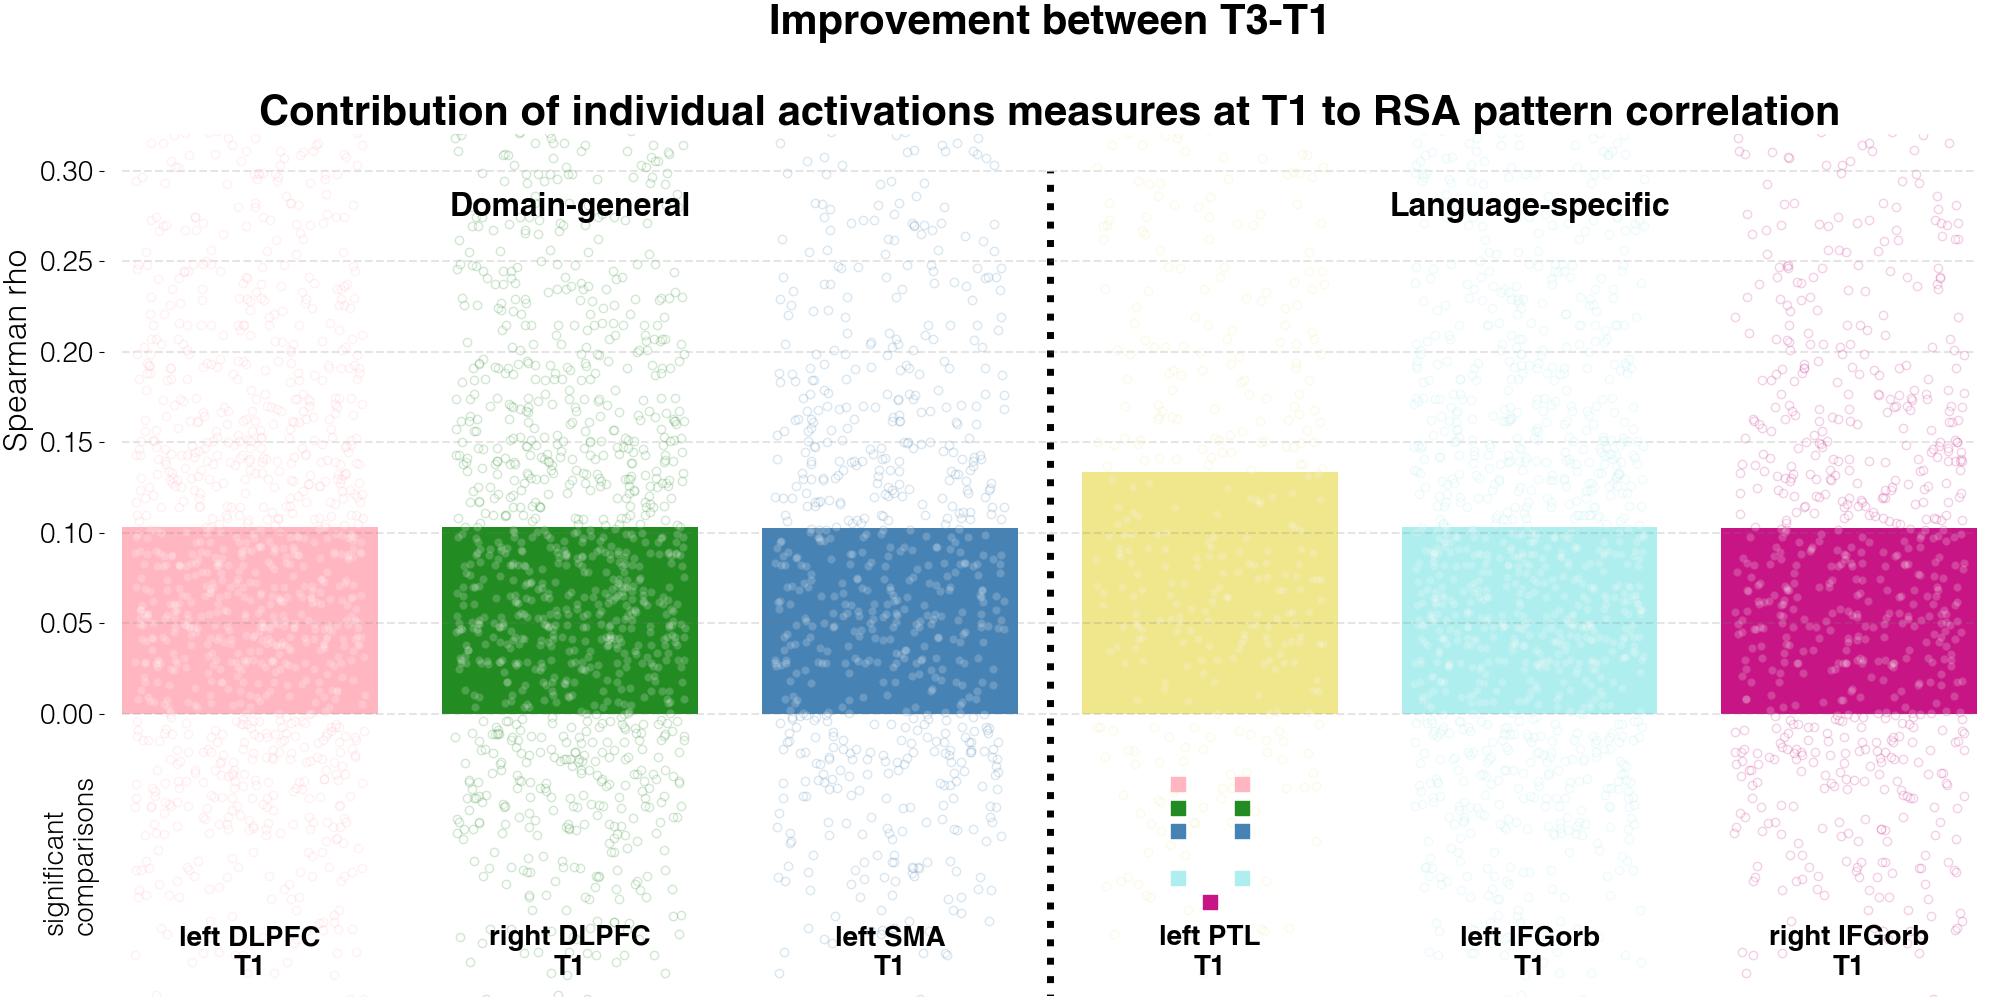 Improvement between T3-T1
Contribution of individual activations measures at T1 to RSA pattern correlation
Domain-general
Language-specific
Spearman rho
0.30
0.25
0.20
0.15
0.10
0.05
0.00
significant
comparisons
left DLPFC
T1
right DLPFC
T1
left SMA
T1
left PTL
T1
left IFGorb
T1
right IFGorb
T1